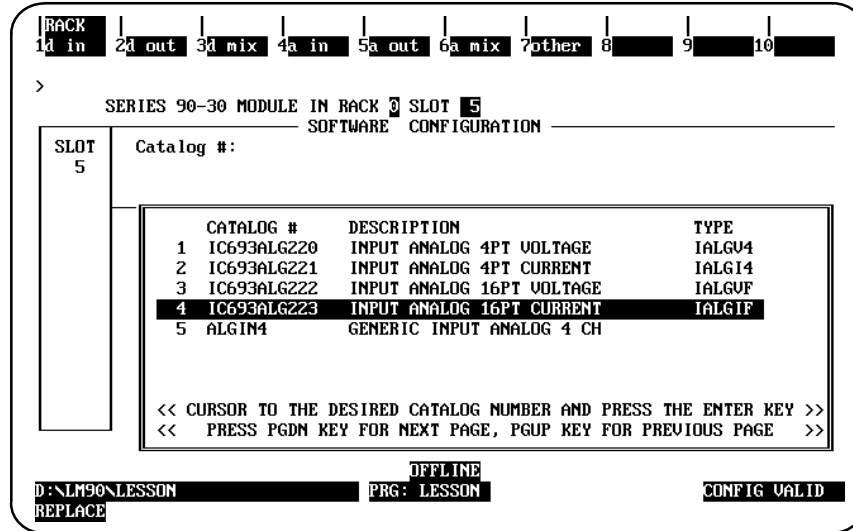 RACK
1d in 2d out 3d mix 4a in 5a out 6a mix 7other 8 9 10
>
SERIES 90-30 MODULE IN RACK 0 SLOT 5
SOFTWARE CONFIGURATION
SLOT Catalog #:
5
CATALOG # DESCRIPTION TYPE
1 IC693ALG220 INPUT ANALOG 4PT VOLTAGE IALGV4
2 IC693ALG221 INPUT ANALOG 4PT CURRENT IALGI4
3 IC693ALG222 INPUT ANALOG 16PT VOLTAGE IALGVF
4 IC693ALG223 INPUT ANALOG 16PT CURRENT IALGIF
5 ALGIN4 GENERIC INPUT ANALOG 4 CH
<< CURSOR TO THE DESIRED CATALOG NUMBER AND PRESS THE ENTER KEY >>
<< PRESS PGDN KEY FOR NEXT PAGE, PGUP KEY FOR PREVIOUS PAGE >>
OFFLINE
D:\LM90\LESSON PRG: LESSON CONFIG VALID
REPLACE